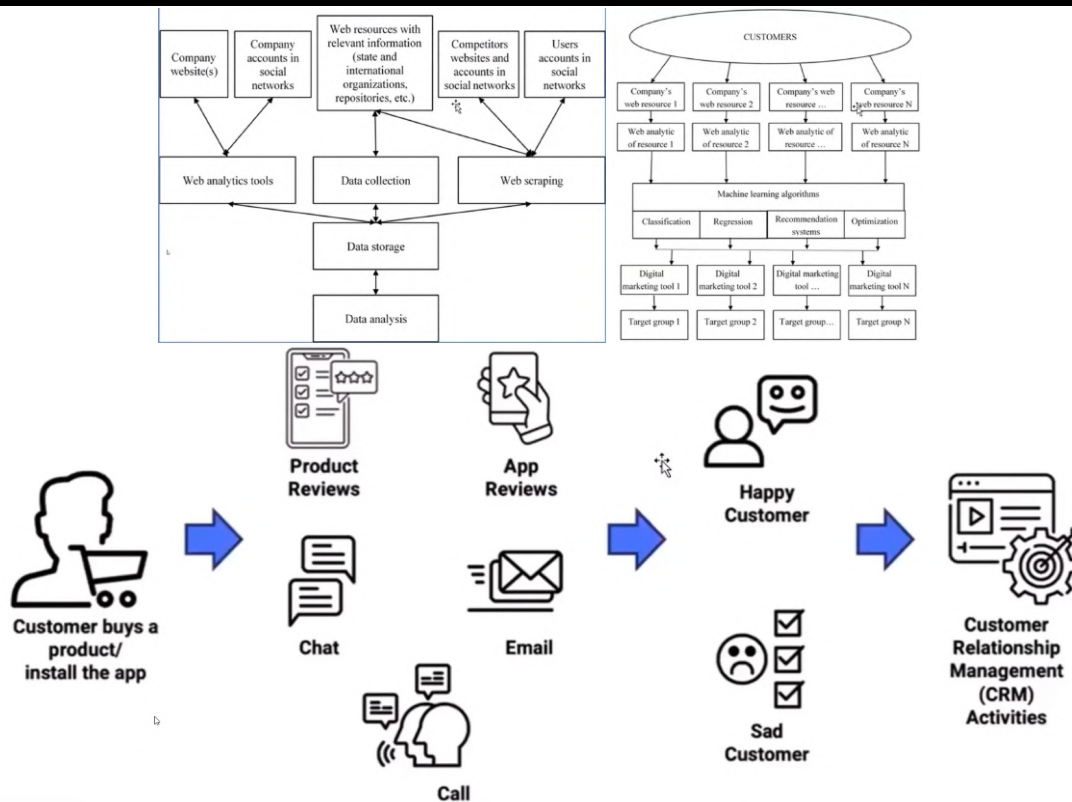 Company
website(s)
Company
accounts in
social
networks
Web resources with
relevant information
(state and
international
organizations,
repositories, etc.)
Competitors
websites and
accounts in
social networks
Users
accounts in
social
networks
Web analytics tools
Data collection
Web scraping
Data storage
Data analysis
CUSTOMERS
Company's
web resource 1
Company's
web resource 2
Company's web
resource ...
Company's
web resource N
Web analytic
of resource 1
Web analytic
of resource 2
Web analytic of
resource ...
Web analytic
of resource N
Machine learning algorithms
Classification
Regression
Recommendation
systems
Optimization
Digital
marketing tool 1
Digital
marketing tool 2
Digital marketing
tool ...
Digital
marketing tool N
Target group 1
Target group 2
Target group...
Target group N
Customer buys a
product/
install the app
Product
Reviews
App
Reviews
Chat
Email
Call
Happy
Customer
Sad
Customer
Customer
Relationship
Management
(CRM)
Activities